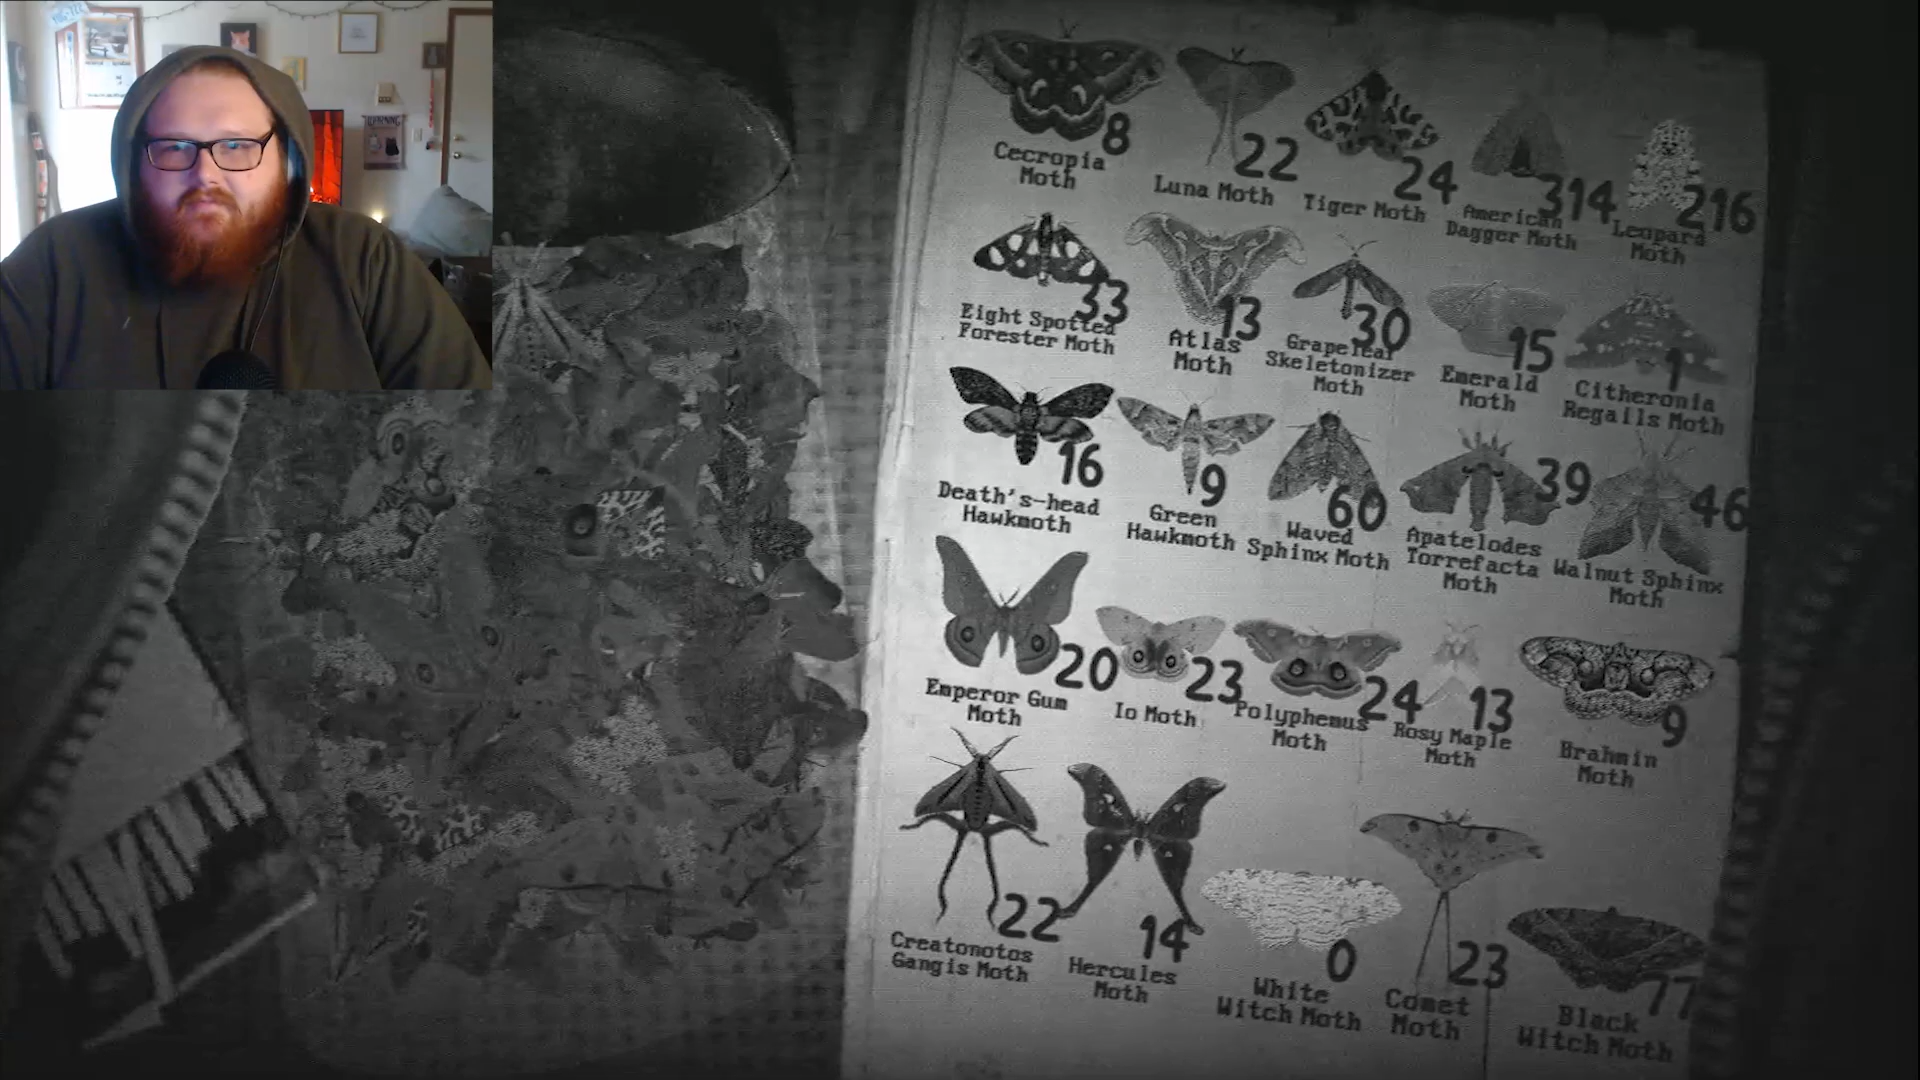 8
Cecropia
Moth
22
Luna Moth
24
Tiger Moth
314
American
Dagger Moth
216
Leopard
Moth
33
Eight Spotted
Forester Moth
13
Atlas
Moth
30
Grapeleaf
Skeletonizer
Moth
15
Emerald
Moth
1
Citheronia
Regails Moth
16
Death's-head
Hawkmoth
9
Green
Hawkmoth
60
Waved
Sphinx Moth
39
Apatelodes
Torrefacta
Moth
46
Walnut Sphinx
Moth
20
Emperor Gum
Moth
23
Io Moth
24
Polyphemus
Moth
13
Rosy Maple
Moth
9
Brahmin
Moth
22
Creatonotos
Gangis Moth
14
Hercules
Moth
0
White
Witch Moth
23
Comet
Moth
77
Black
Witch Moth